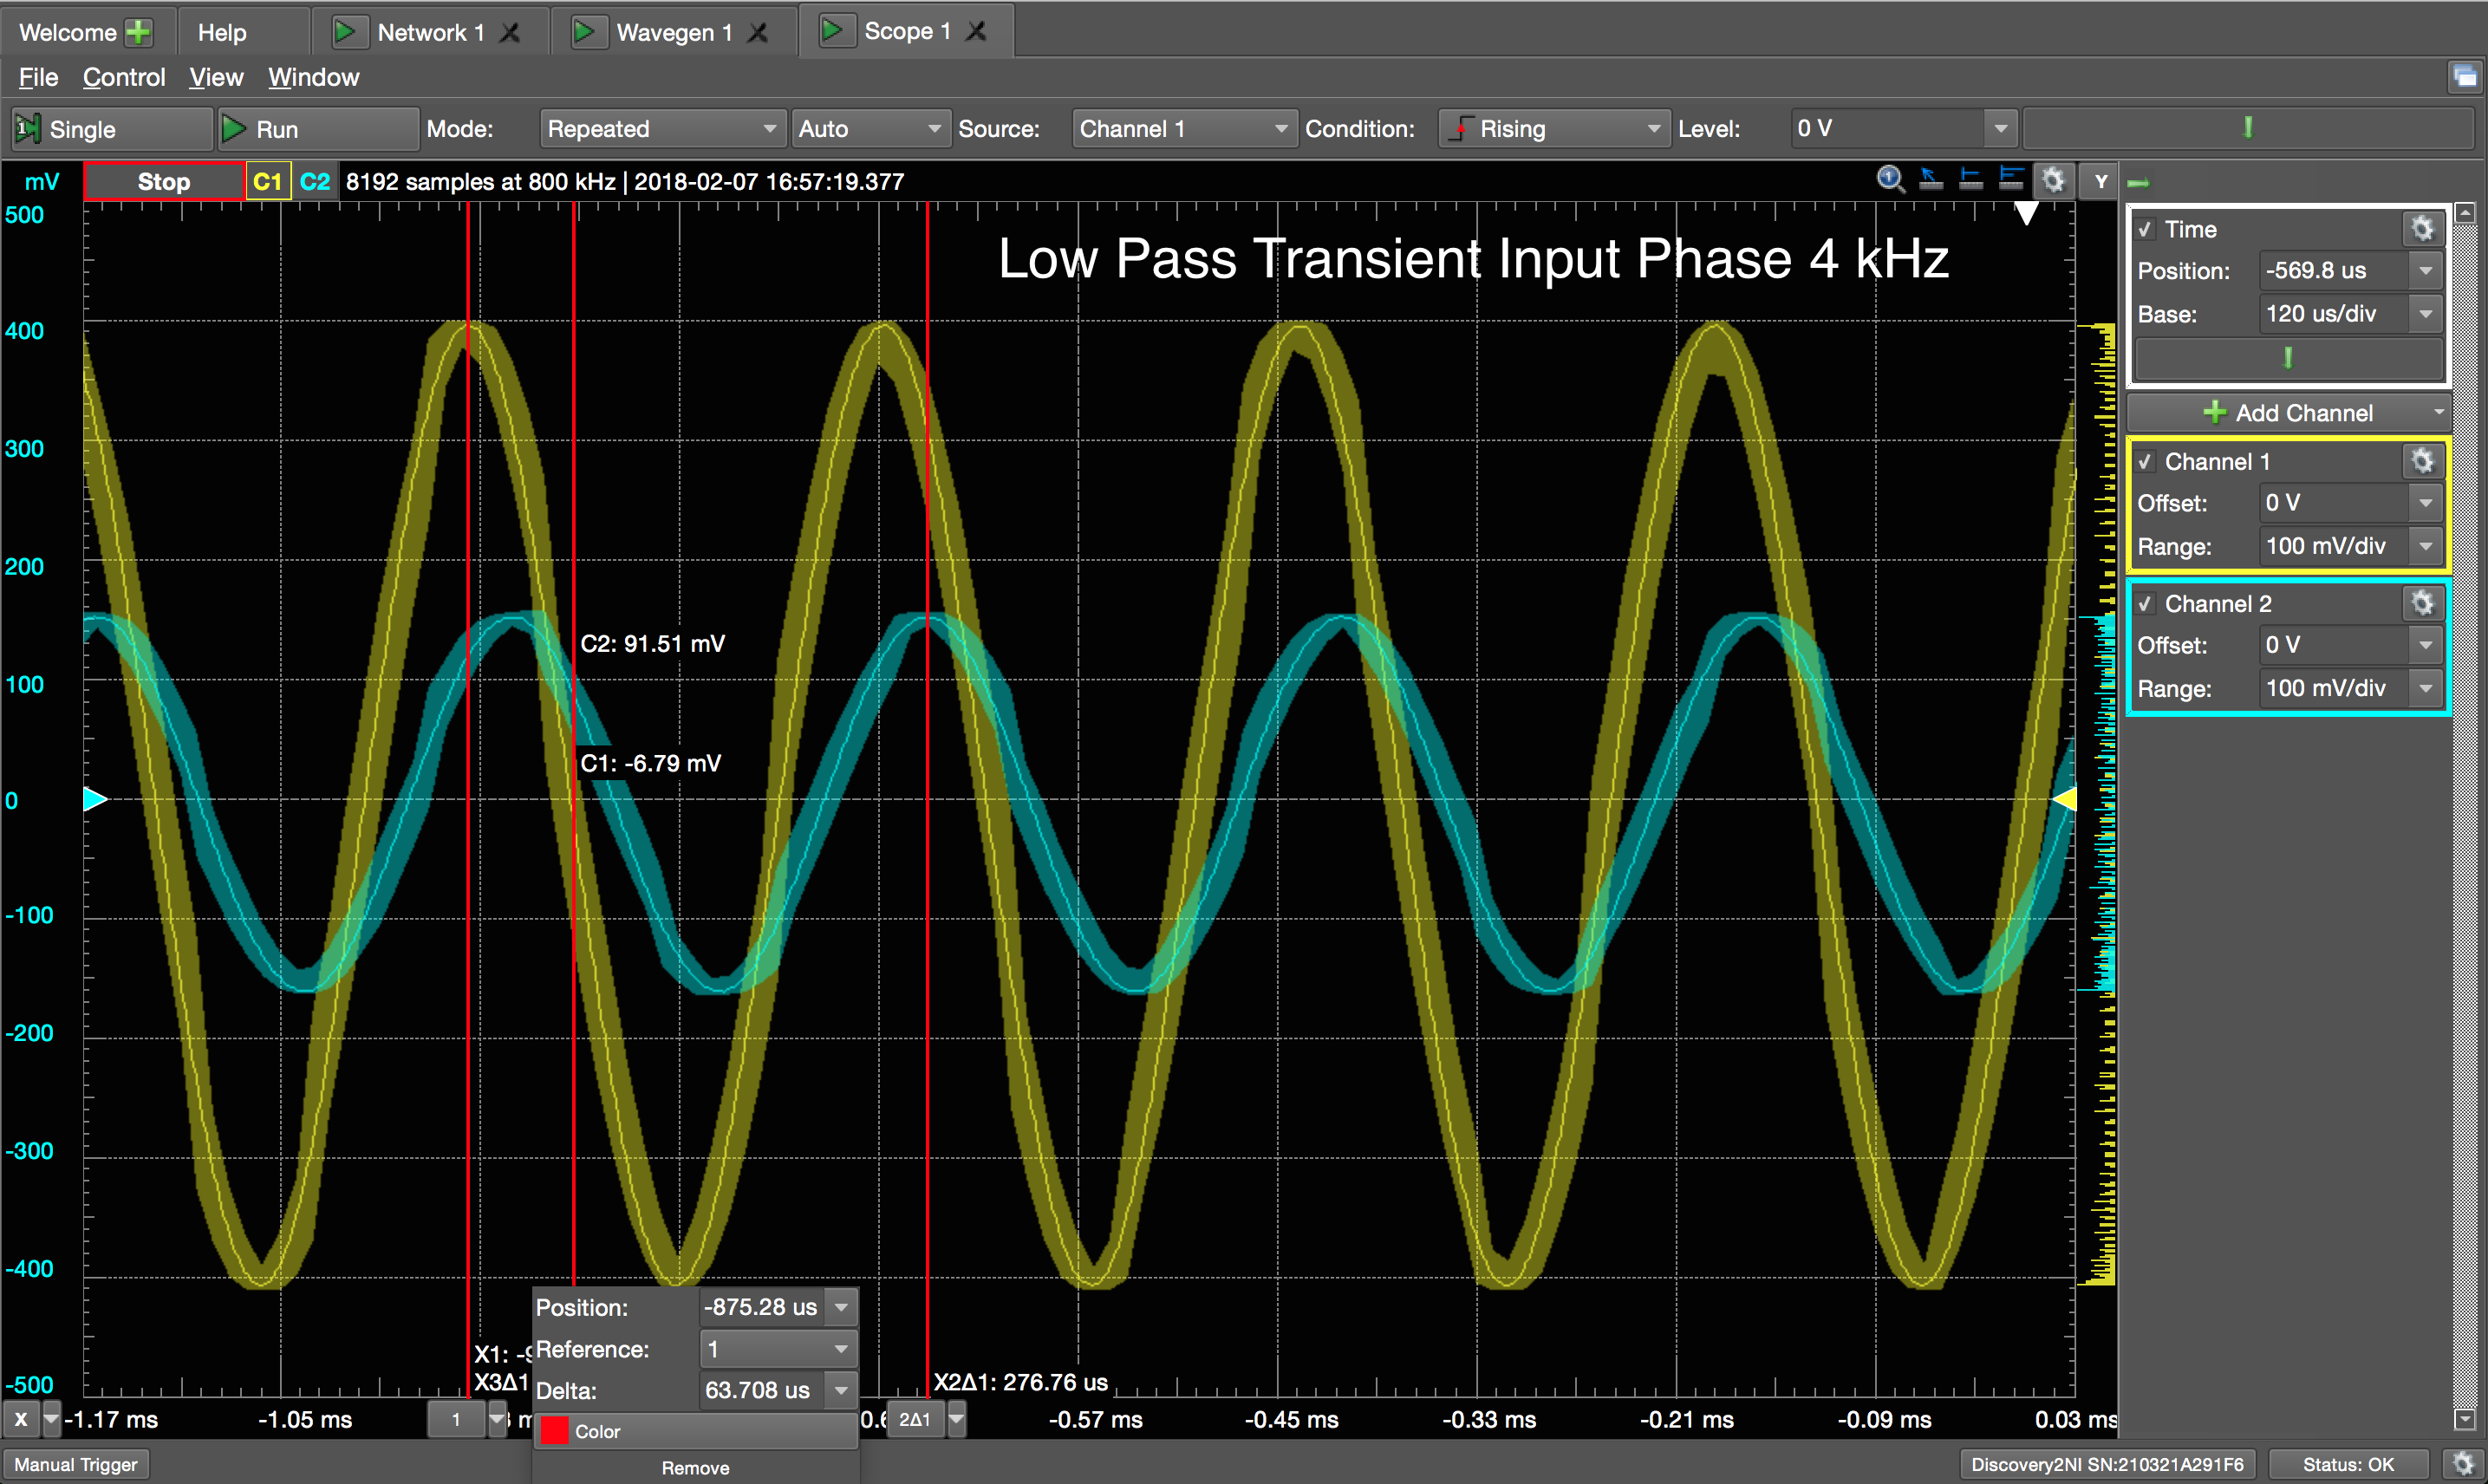 Welcome Help Network 1 Wavegen 1 Scope 1
File Control View Window
Single Run Mode: Repeated Auto Source: Channel 1 Condition: Rising Level: 0 V
mV Stop C1 C2 8192 samples at 800 kHz | 2018-02-07 16:57:19.377 Y
Low Pass Transient Input Phase 4 kHz
500
400
300
200
100
0
-100
-200
-300
-400
-500
C2: 91.51 mV
C1: -6.79 mV
Time
Position: -569.8 us
Base: 120 us/div
Add Channel
Channel 1
Offset: 0 V
Range: 100 mV/div
Channel 2
Offset: 0 V
Range: 100 mV/div
Position: -875.28 us
X1: -9
Reference: 1
X3Δ1
Delta: 63.708 us
X2Δ1: 276.76 us
X -1.17 ms -1.05 ms 1 2Δ1 -0.57 ms -0.45 ms -0.33 ms -0.21 ms -0.09 ms 0.03 ms
Color
Remove
Manual Trigger Discovery2NI SN:210321A291F6 Status: OK